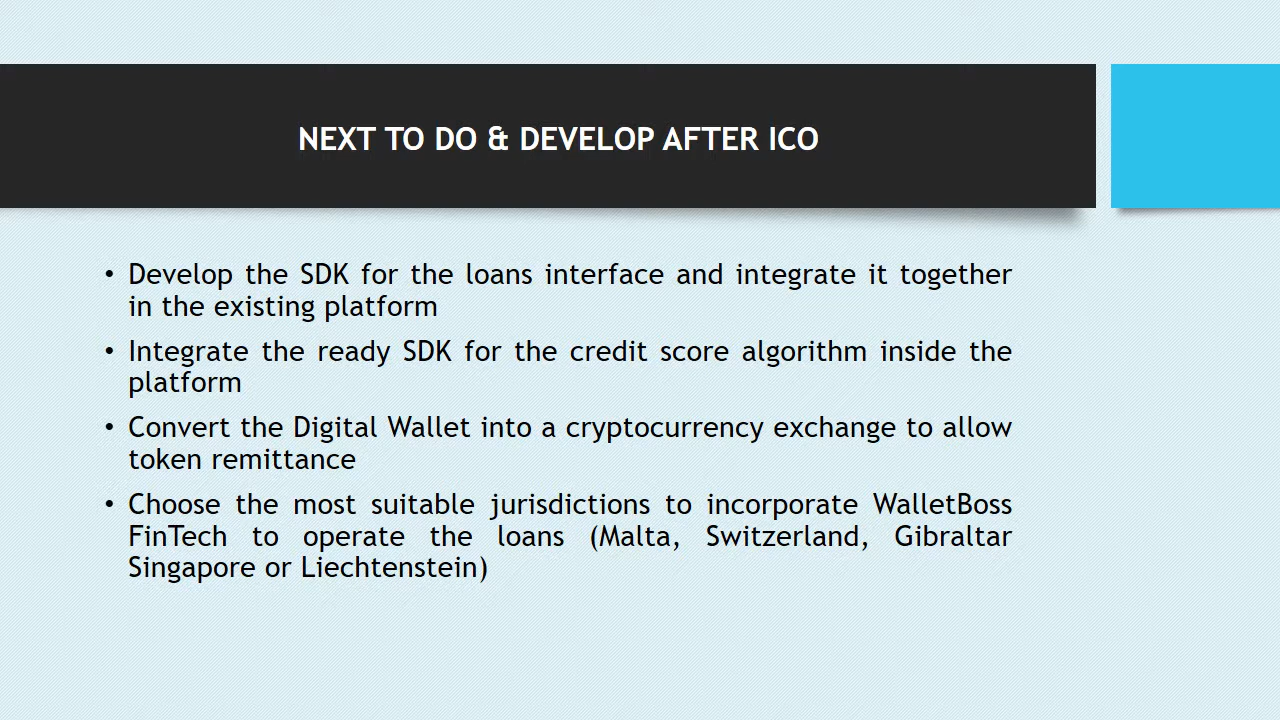 NEXT TO DO & DEVELOP AFTER ICO
• Develop the SDK for the loans interface and integrate it together
in the existing platform
• Integrate the ready SDK for the credit score algorithm inside the
platform
• Convert the Digital Wallet into a cryptocurrency exchange to allow
token remittance
• Choose the most suitable jurisdictions to incorporate WalletBoss
FinTech to operate the loans (Malta, Switzerland, Gibraltar
Singapore or Liechtenstein)